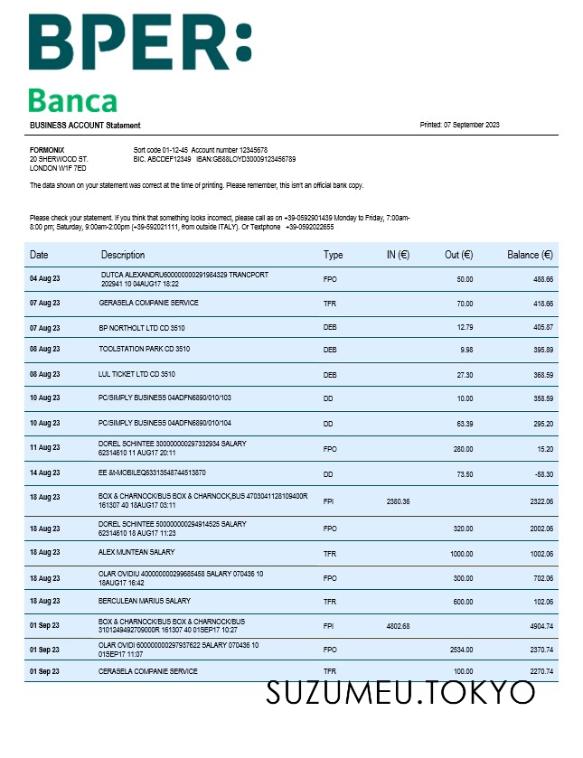 BPER:
Banca
BUSINESS ACCOUNT Statement Printed: 07 September 2023
FORMONIX Sort code 01-12-45 Account number 12345678
20 SHERWOOD ST. BIC. ABCDEF12349 IBAN:GB88LOYD30009123456789
LONDON W1F 7ED
The data shown on your statement was correct at the time of printing. Please remember, this isn't an official bank copy.
Please check your statement. If you think that something looks incorrect, please call as on +39-0592901439 Monday to Friday, 7:00am-
8:00 pm; Saturday, 9:00am-2:00pm (+39-592021111, from outside ITALY). Or Textphone +39-0592022655
Date Description Type IN (€) Out (€) Balance (€)
04 Aug 23 DUTCA ALEXANDRU600000000291984329 TRANCPORT
202941 10 04AUG17 18:22 FPO 50.00 488.66
07 Aug 23 GERASELA COMPANIE SERVICE TFR 70.00 418.66
07 Aug 23 BP NORTHOLT LTD CD 3510 DEB 12.79 405.87
08 Aug 23 TOOLSTATION PARK CD 3510 DEB 9.98 395.89
08 Aug 23 LUL TICKET LTD CD 3510 DEB 27.30 368.59
10 Aug 23 PC/SIMPLY BUSINESS 04ADFN6890/010/103 DD 10.00 358.59
10 Aug 23 PC/SIMPLY BUSINESS 04ADFN6890/010/104 DD 63.39 295.20
11 Aug 23 DOREL SCHINTEE 300000000297332934 SALARY
62314610 11 AUG17 20:11 FPO 280.00 15.20
14 Aug 23 EE &T-MOBILEQ63313548744513870 DD 73.50 -58.30
18 Aug 23 BOX & CHARNOCK/BUS BOX & CHARNOCK,BUS 4703041128109400R
161307 40 18AUG17 03:11 FPI 2380.36 2322.06
18 Aug 23 DOREL SCHINTEE 500000000294914525 SALARY
62314610 18 AUG17 11:23 FPO 320.00 2002.06
18 Aug 23 ALEX MUNTEAN SALARY TFR 1000.00 1002.06
18 Aug 23 OLAR OVIDIU 400000000299685458 SALARY 070436 10
18AUG17 16:42 FPO 300.00 702.06
18 Aug 23 BERCULEAN MARIUS SALARY TFR 600.00 102.06
01 Sep 23 BOX & CHARNOCK/BUS BOX & CHARNOCK/BUS
3101249492709000R 161307 40 01SEP17 10:27 FPI 4802.68 4904.74
01 Sep 23 OLAR OVIDI 600000000297937622 SALARY 070436 10
01SEP17 11:07 FPO 2534.00 2370.74
01 Sep 23 CERASELA COMPANIE SERVICE TFR 100.00 2270.74
SUZUMEU.TOKYO